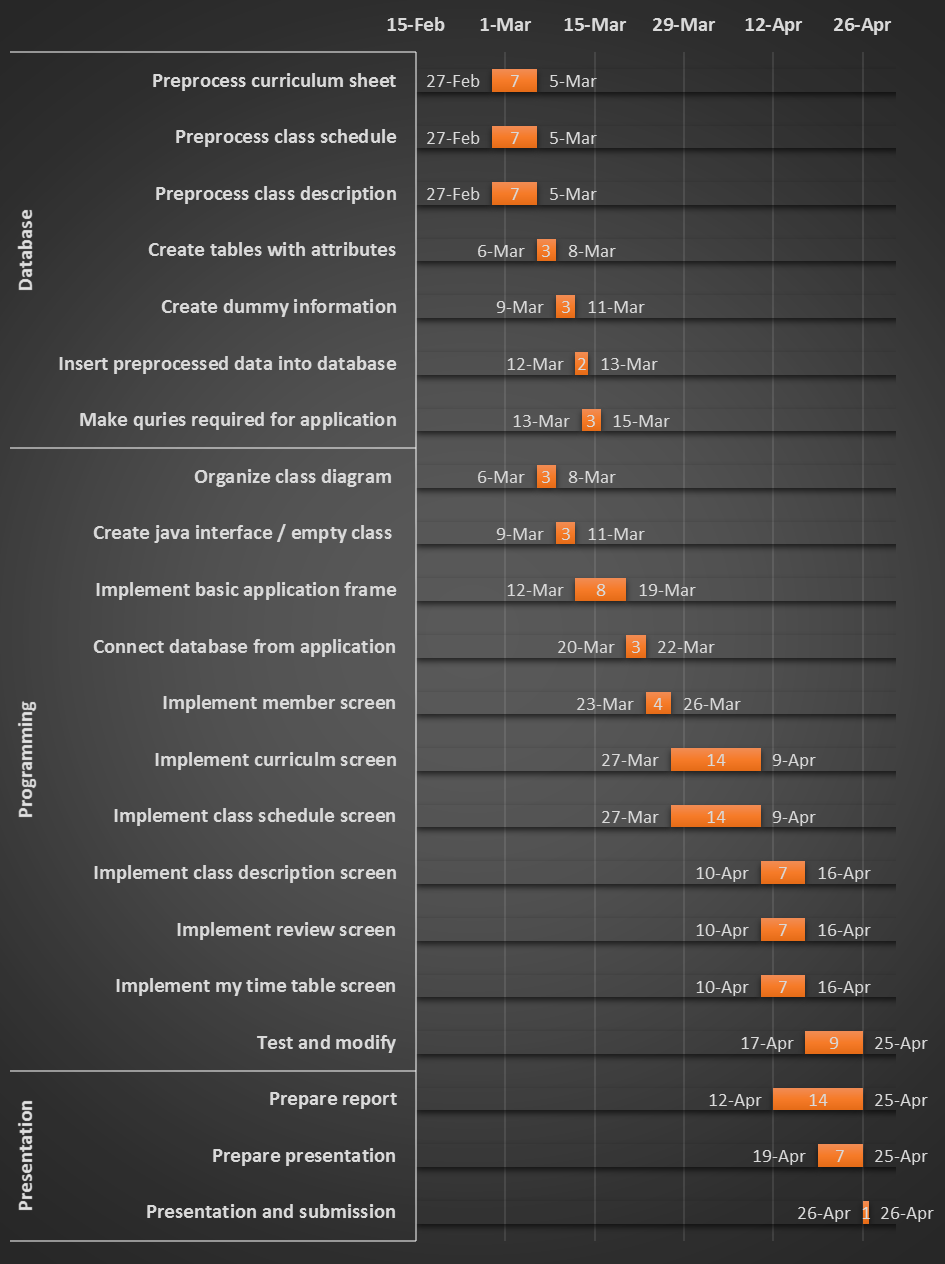 15-Feb 1-Mar 15-Mar 29-Mar 12-Apr 26-Apr
Database
Preprocess curriculum sheet 27-Feb 7 5-Mar
Preprocess class schedule 27-Feb 7 5-Mar
Preprocess class description 27-Feb 7 5-Mar
Create tables with attributes 6-Mar 3 8-Mar
Create dummy information 9-Mar 3 11-Mar
Insert preprocessed data into database 12-Mar 2 13-Mar
Make quries required for application 13-Mar 3 15-Mar
Programming
Organize class diagram 6-Mar 3 8-Mar
Create java interface / empty class 9-Mar 3 11-Mar
Implement basic application frame 12-Mar 8 19-Mar
Connect database from application 20-Mar 3 22-Mar
Implement member screen 23-Mar 4 26-Mar
Implement curriculm screen 27-Mar 14 9-Apr
Implement class schedule screen 27-Mar 14 9-Apr
Implement class description screen 10-Apr 7 16-Apr
Implement review screen 10-Apr 7 16-Apr
Implement my time table screen 10-Apr 7 16-Apr
Test and modify 17-Apr 9 25-Apr
Presentation
Prepare report 12-Apr 14 25-Apr
Prepare presentation 19-Apr 7 25-Apr
Presentation and submission 26-Apr 1 26-Apr